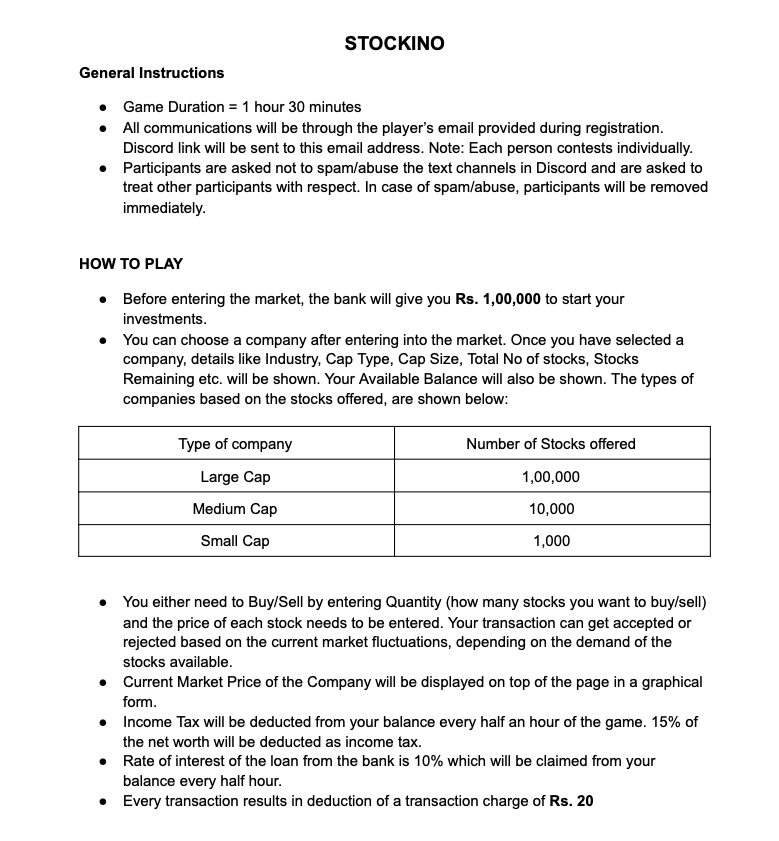 STOCKINO
General Instructions
● Game Duration = 1 hour 30 minutes
● All communications will be through the player’s email provided during registration.
Discord link will be sent to this email address. Note: Each person contests individually.
● Participants are asked not to spam/abuse the text channels in Discord and are asked to
treat other participants with respect. In case of spam/abuse, participants will be removed
immediately.
HOW TO PLAY
● Before entering the market, the bank will give you Rs. 1,00,000 to start your
investments.
● You can choose a company after entering into the market. Once you have selected a
company, details like Industry, Cap Type, Cap Size, Total No of stocks, Stocks
Remaining etc. will be shown. Your Available Balance will also be shown. The types of
companies based on the stocks offered, are shown below:
Type of company Number of Stocks offered
Large Cap 1,00,000
Medium Cap 10,000
Small Cap 1,000
● You either need to Buy/Sell by entering Quantity (how many stocks you want to buy/sell)
and the price of each stock needs to be entered. Your transaction can get accepted or
rejected based on the current market fluctuations, depending on the demand of the
stocks available.
● Current Market Price of the Company will be displayed on top of the page in a graphical
form.
● Income Tax will be deducted from your balance every half an hour of the game. 15% of
the net worth will be deducted as income tax.
● Rate of interest of the loan from the bank is 10% which will be claimed from your
balance every half hour.
● Every transaction results in deduction of a transaction charge of Rs. 20